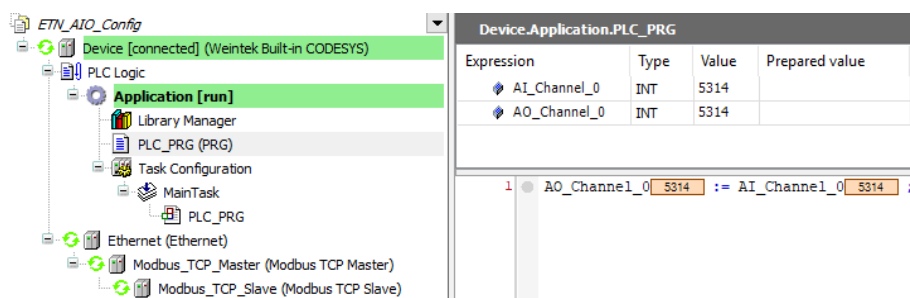 ETN_AIO_Config
Device [connected] (Weintek Built-in CODESYS)
PLC Logic
Application [run]
Library Manager
PLC_PRG (PRG)
Task Configuration
MainTask
PLC_PRG
Ethernet (Ethernet)
Modbus_TCP_Master (Modbus TCP Master)
Modbus_TCP_Slave (Modbus TCP Slave)
Device.Application.PLC_PRG
Expression Type Value Prepared value
AI_Channel_0 INT 5314
AO_Channel_0 INT 5314
1 AO_Channel_0 5314 := AI_Channel_0 5314 ;